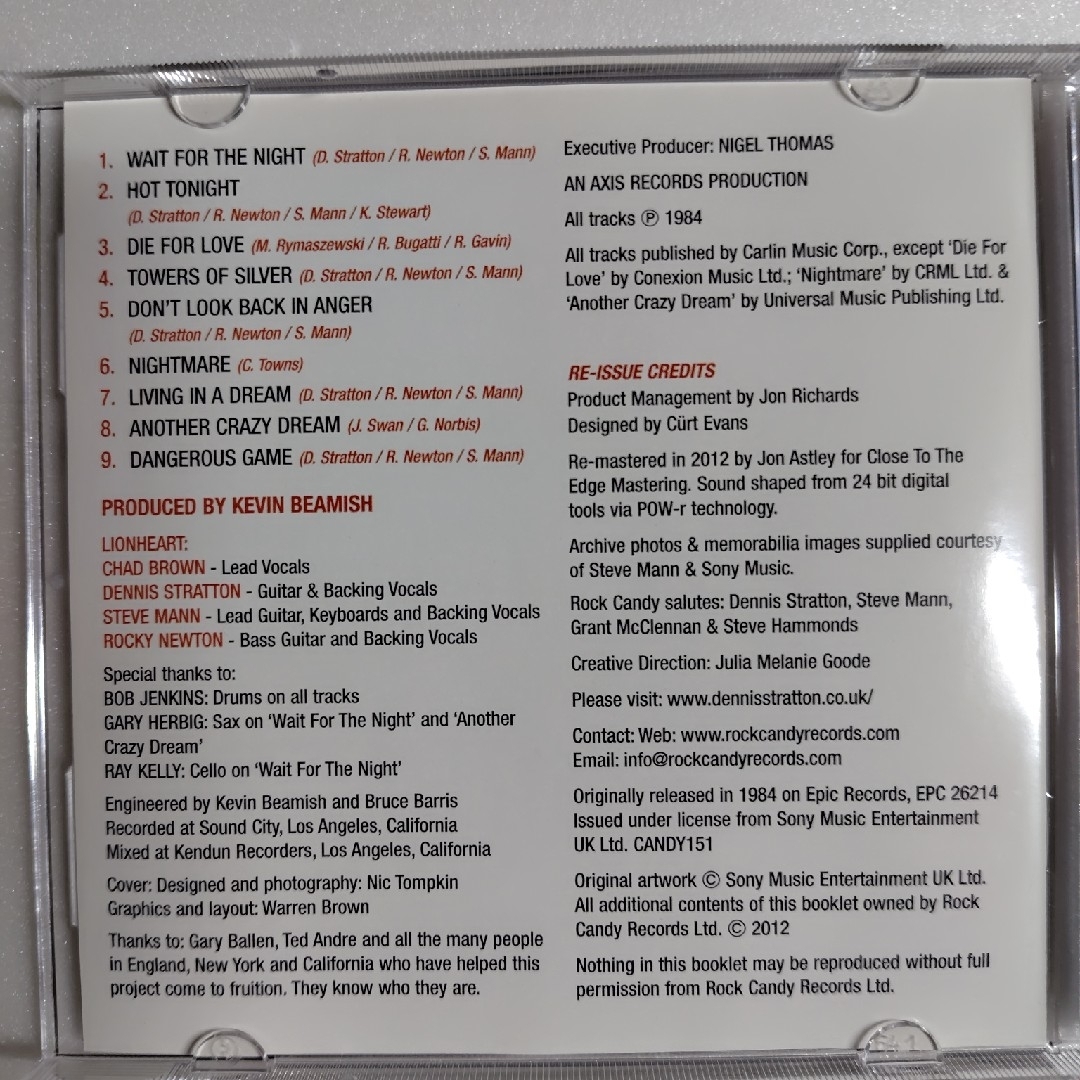 1. WAIT FOR THE NIGHT (D. Stratton / R. Newton / S. Mann)
2. HOT TONIGHT
(D. Stratton / R. Newton / S. Mann / K. Stewart)
3. DIE FOR LOVE (M. Rymaszewski / R. Bugatti / R. Gavin)
4. TOWERS OF SILVER (D. Stratton / R. Newton / S. Mann)
5. DON'T LOOK BACK IN ANGER
(D. Stratton / R. Newton / S. Mann)
6. NIGHTMARE (C. Towns)
7. LIVING IN A DREAM (D. Stratton / R. Newton / S. Mann)
8. ANOTHER CRAZY DREAM (J. Swan / G. Norbis)
9. DANGEROUS GAME (D. Stratton / R. Newton / S. Mann)
PRODUCED BY KEVIN BEAMISH
LIONHEART:
CHAD BROWN - Lead Vocals
DENNIS STRATTON - Guitar & Backing Vocals
STEVE MANN - Lead Guitar, Keyboards and Backing Vocals
ROCKY NEWTON - Bass Guitar and Backing Vocals
Special thanks to:
BOB JENKINS: Drums on all tracks
GARY HERBIG: Sax on 'Wait For The Night' and 'Another
Crazy Dream'
RAY KELLY: Cello on 'Wait For The Night'
Engineered by Kevin Beamish and Bruce Barris
Recorded at Sound City, Los Angeles, California
Mixed at Kendun Recorders, Los Angeles, California
Cover: Designed and photography: Nic Tompkin
Graphics and layout: Warren Brown
Thanks to: Gary Ballen, Ted Andre and all the many people
in England, New York and California who have helped this
project come to fruition. They know who they are.
Executive Producer: NIGEL THOMAS
AN AXIS RECORDS PRODUCTION
All tracks ℗ 1984
All tracks published by Carlin Music Corp., except 'Die For
Love' by Conexion Music Ltd.; 'Nightmare' by CRML Ltd. &
'Another Crazy Dream' by Universal Music Publishing Ltd.
RE-ISSUE CREDITS
Product Management by Jon Richards
Designed by Cürt Evans
Re-mastered in 2012 by Jon Astley for Close To The
Edge Mastering. Sound shaped from 24 bit digital
tools via POW-r technology.
Archive photos & memorabilia images supplied courtesy
of Steve Mann & Sony Music.
Rock Candy salutes: Dennis Stratton, Steve Mann,
Grant McClennan & Steve Hammonds
Creative Direction: Julia Melanie Goode
Please visit: www.dennisstratton.co.uk/
Contact: Web: www.rockcandyrecords.com
Email: info@rockcandyrecords.com
Originally released in 1984 on Epic Records, EPC 26214
Issued under license from Sony Music Entertainment
UK Ltd. CANDY151
Original artwork © Sony Music Entertainment UK Ltd.
All additional contents of this booklet owned by Rock
Candy Records Ltd. © 2012
Nothing in this booklet may be reproduced without full
permission from Rock Candy Records Ltd.